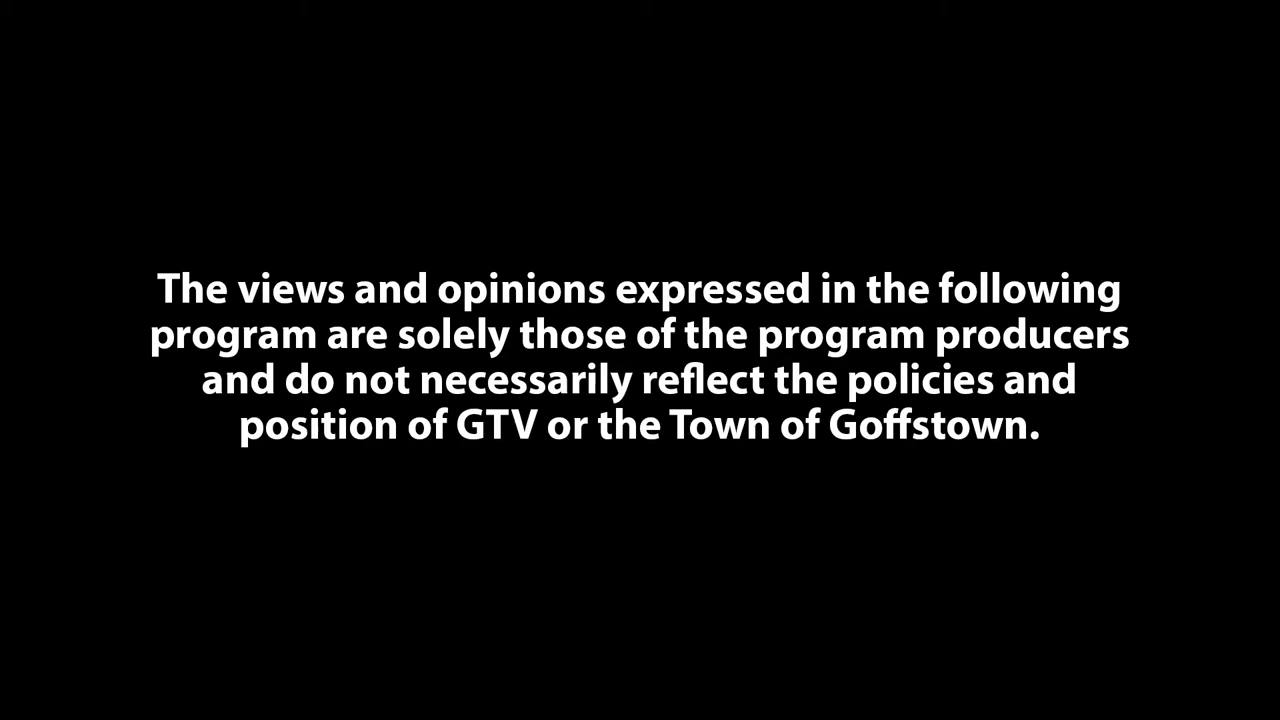 The views and opinions expressed in the following
program are solely those of the program producers
and do not necessarily reflect the policies and
position of GTV or the Town of Goffstown.